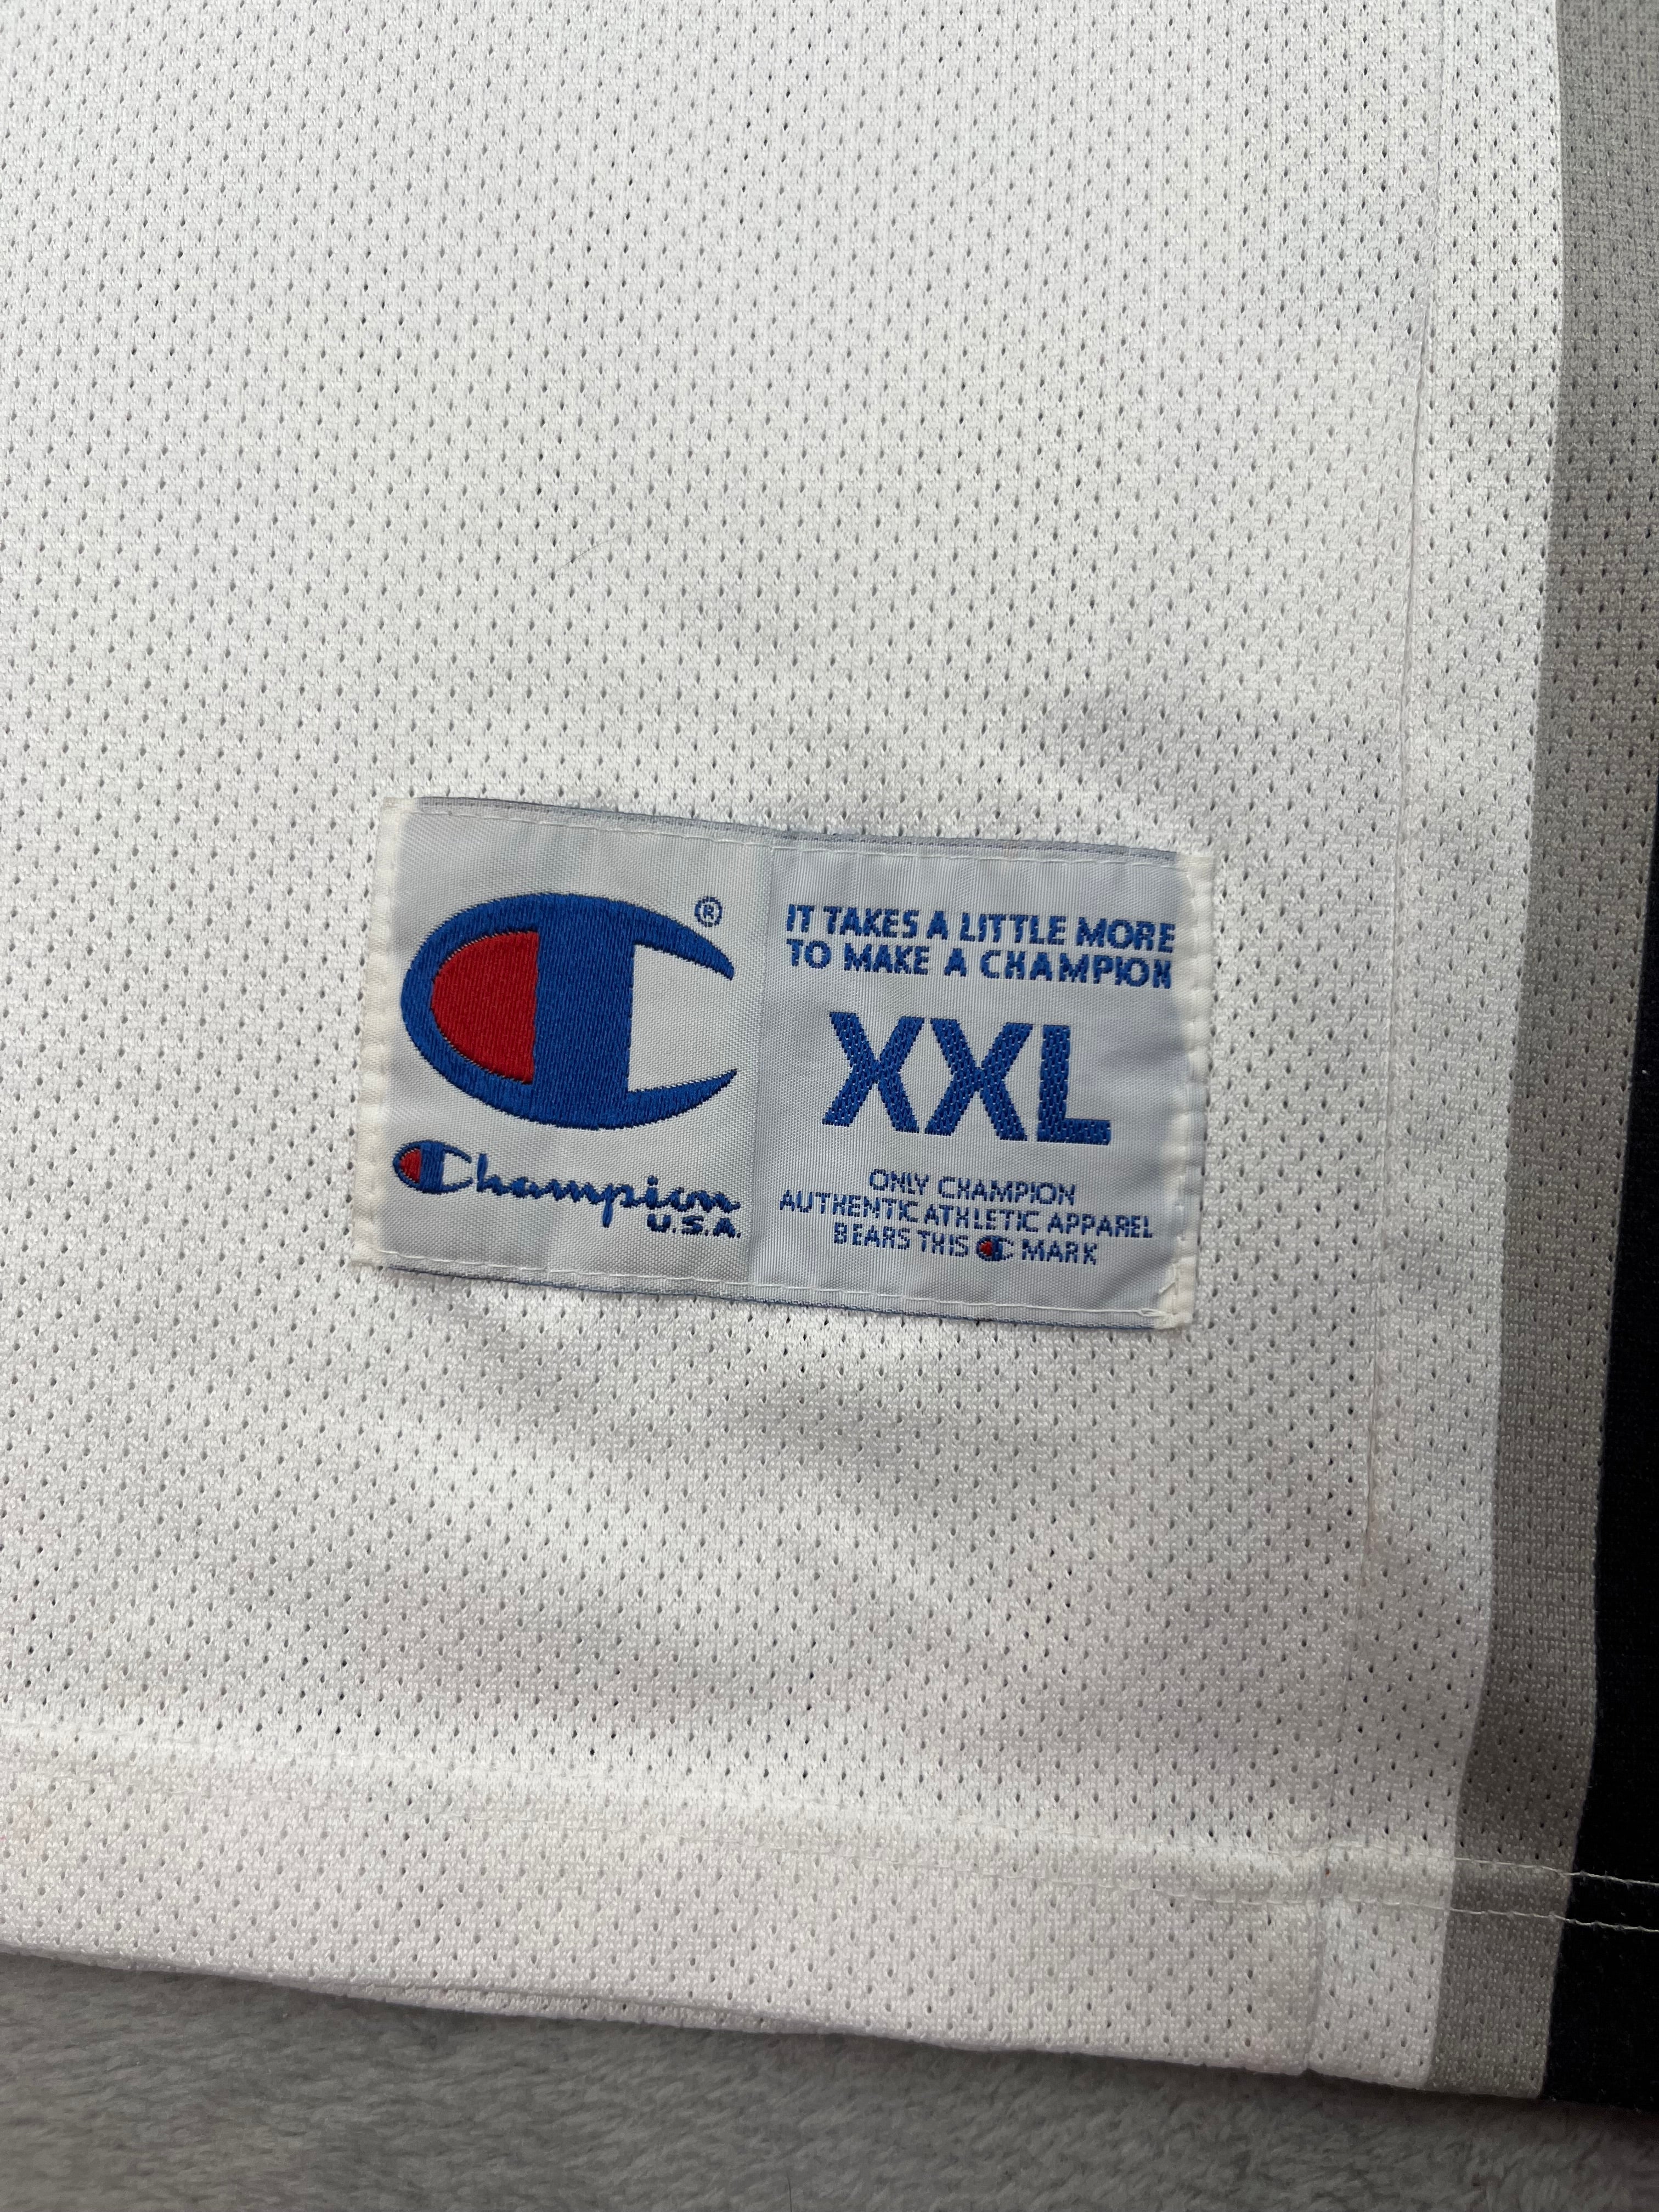 ®
Champion
U.S.A.
IT TAKES A LITTLE MORE
TO MAKE A CHAMPION
XXL
ONLY CHAMPION
AUTHENTIC ATHLETIC APPAREL
BEARS THIS C MARK